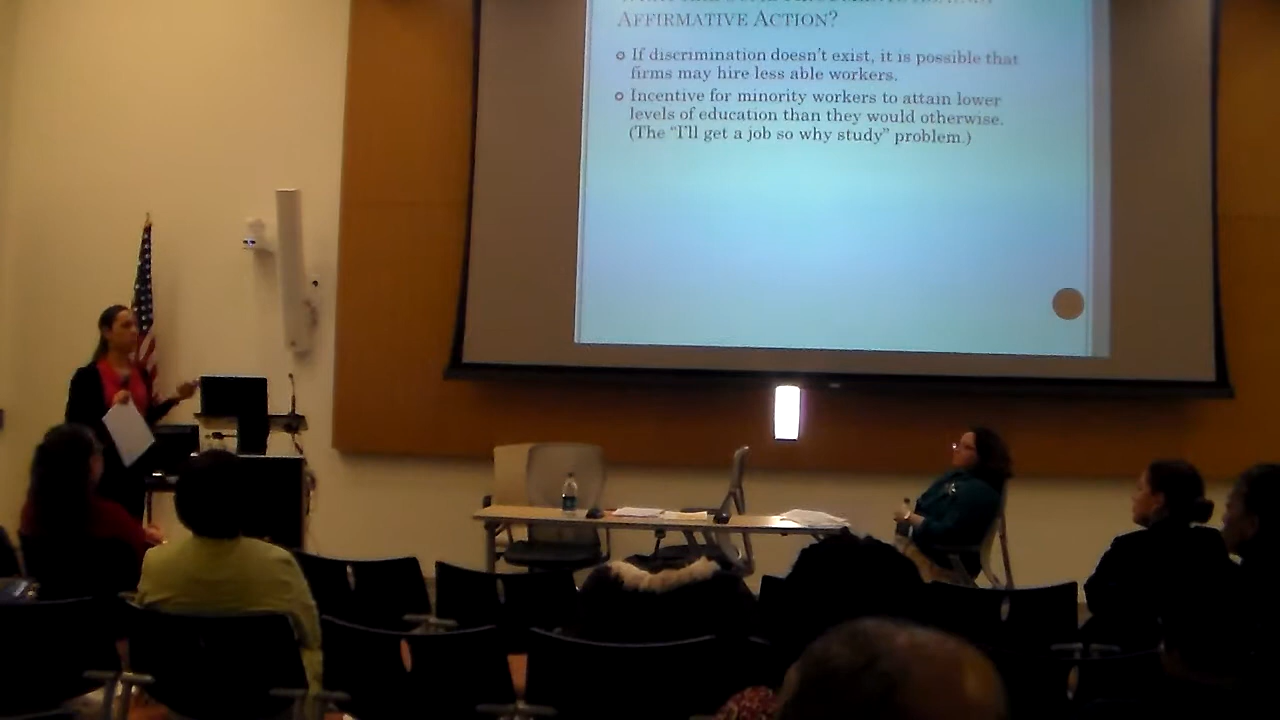 AFFIRMATIVE ACTION?
If discrimination doesn't exist, it is possible that
firms may hire less able workers.
Incentive for minority workers to attain lower
levels of education than they would otherwise.
(The "I'll get a job so why study" problem.)